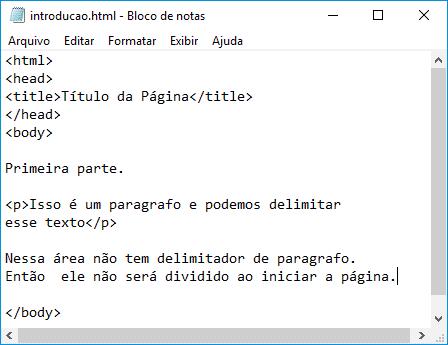 introducao.html - Bloco de notas
Arquivo Editar Formatar Exibir Ajuda
<html>
<head>
<title>Título da Página</title>
</head>
<body>
Primeira parte.
<p>Isso é um paragrafo e podemos delimitar
esse texto</p>
Nessa área não tem delimitador de paragrafo.
Então  ele não será dividido ao iniciar a página.
</body>